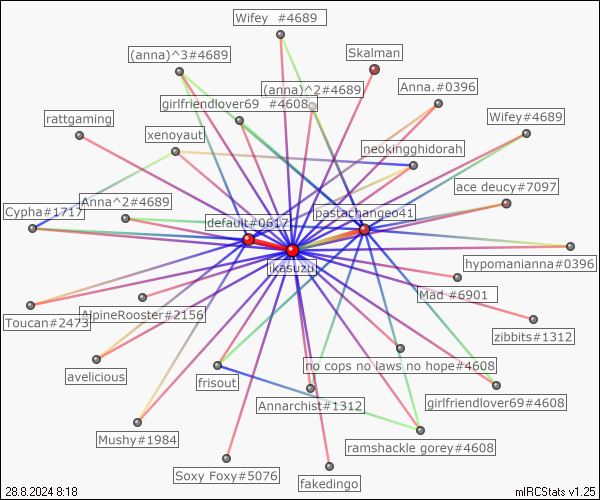 Wifey #4689
(anna)^3#4689
Skalman
(anna)^2#4689
Anna.#0396
girlfriendlover69 #4608
rattgaming
Wifey#4689
xenoyaut
neokingghidorah
ace deucy#7097
Anna^2#4689
Cypha#1717
pastachangeo41
default#0617
hypomanianna#0396
ikasuzu
Mad #6901
AlpineRooster#2156
Toucan#2473
zibbits#1312
no cops no laws no hope#4608
avelicious
frisout
girlfriendlover69#4608
Annarchist#1312
Mushy#1984
ramshackle gorey#4608
Soxy Foxy#5076
fakedingo
28.8.2024 8:18
mIRCStats v1.25